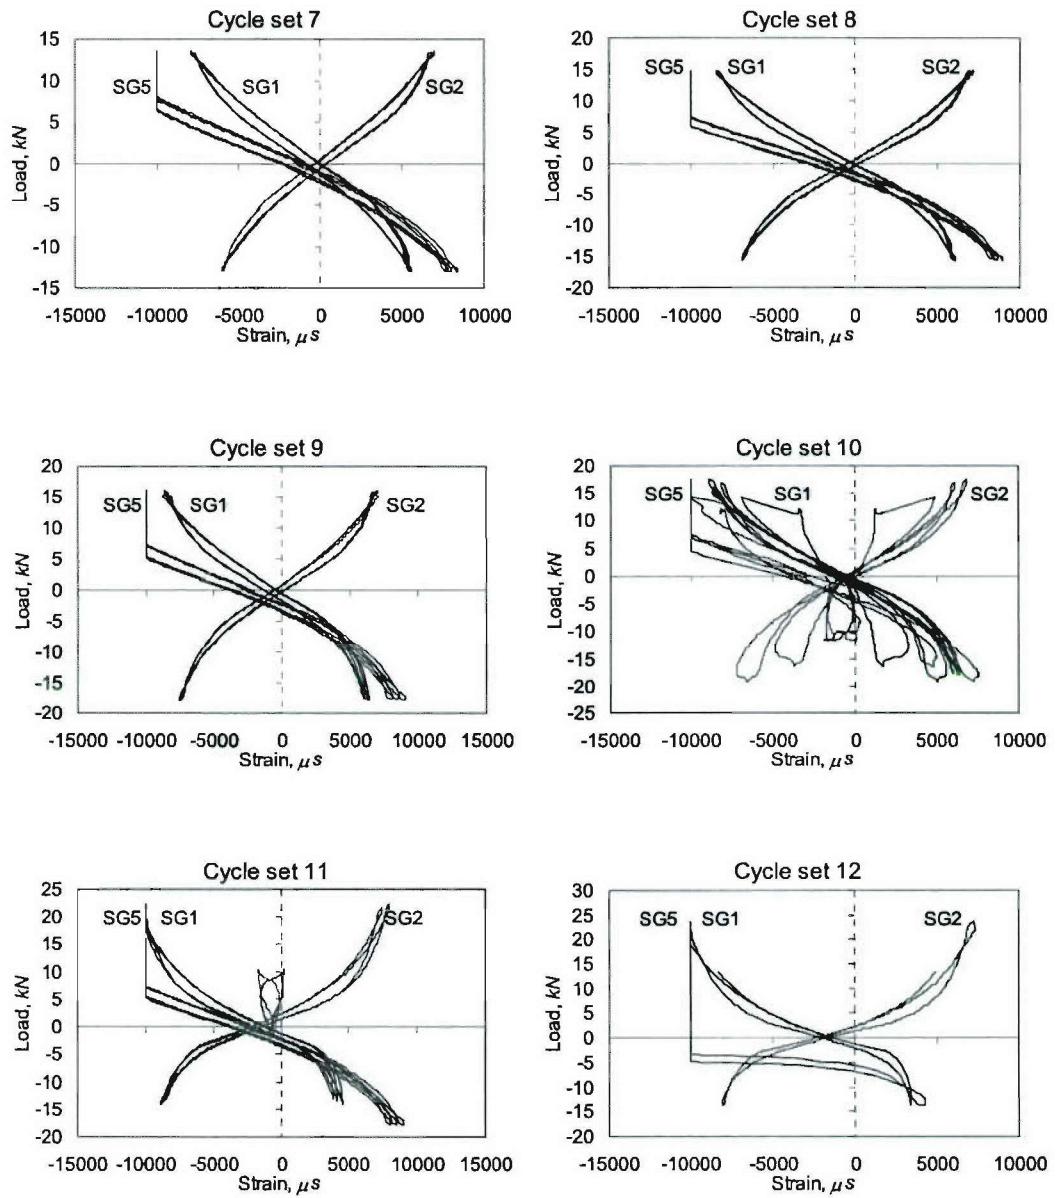 Cycle set 7
15
10
5
0
-5
-10
-15
Load, kN
SG5
SG1
SG2
-15000 -10000 -5000 0 5000 10000
Strain, μs
Cycle set 8
20
15
10
5
0
-5
-10
-15
-20
Load, kN
SG5
SG1
SG2
-15000 -10000 -5000 0 5000 10000
Strain, μs
Cycle set 9
20
15
10
5
0
-5
-10
-15
-20
Load, kN
SG5
SG1
SG2
-15000 -10000 -5000 0 5000 10000 15000
Strain, μs
Cycle set 10
20
15
10
5
0
-5
-10
-15
-20
-25
Load, kN
SG5
SG1
SG2
-15000 -10000 -5000 0 5000 10000
Strain, μs
Cycle set 11
25
20
15
10
5
0
-5
-10
-15
-20
Load, kN
SG5
SG1
SG2
-15000 -10000 -5000 0 5000 10000 15000
Strain, μs
Cycle set 12
30
25
20
15
10
5
0
-5
-10
-15
-20
Load, kN
SG5
SG1
SG2
-15000 -10000 -5000 0 5000 10000
Strain, μs